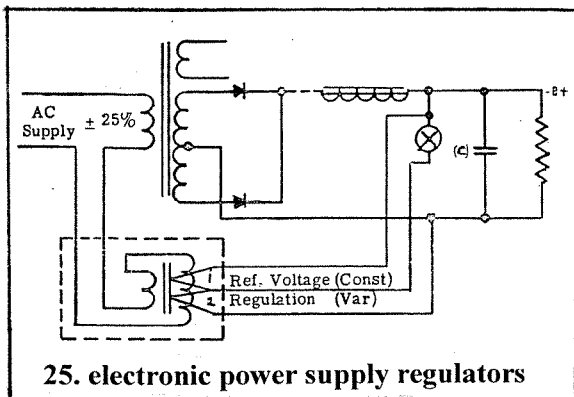 -B+
AC
Supply
± 25%
(C)
1 Ref. Voltage (Const)
2 Regulation (Var)
25. electronic power supply regulators